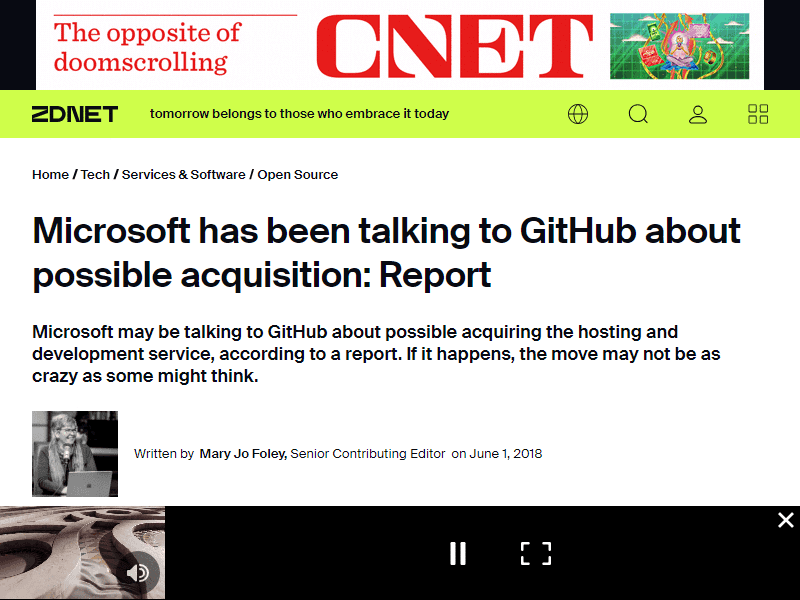 The opposite of
doomscrolling
CNET
ZDNET
tomorrow belongs to those who embrace it today
Home / Tech / Services & Software / Open Source
Microsoft has been talking to GitHub about
possible acquisition: Report
Microsoft may be talking to GitHub about possible acquiring the hosting and
development service, according to a report. If it happens, the move may not be as
crazy as some might think.
Written by Mary Jo Foley, Senior Contributing Editor on June 1, 2018